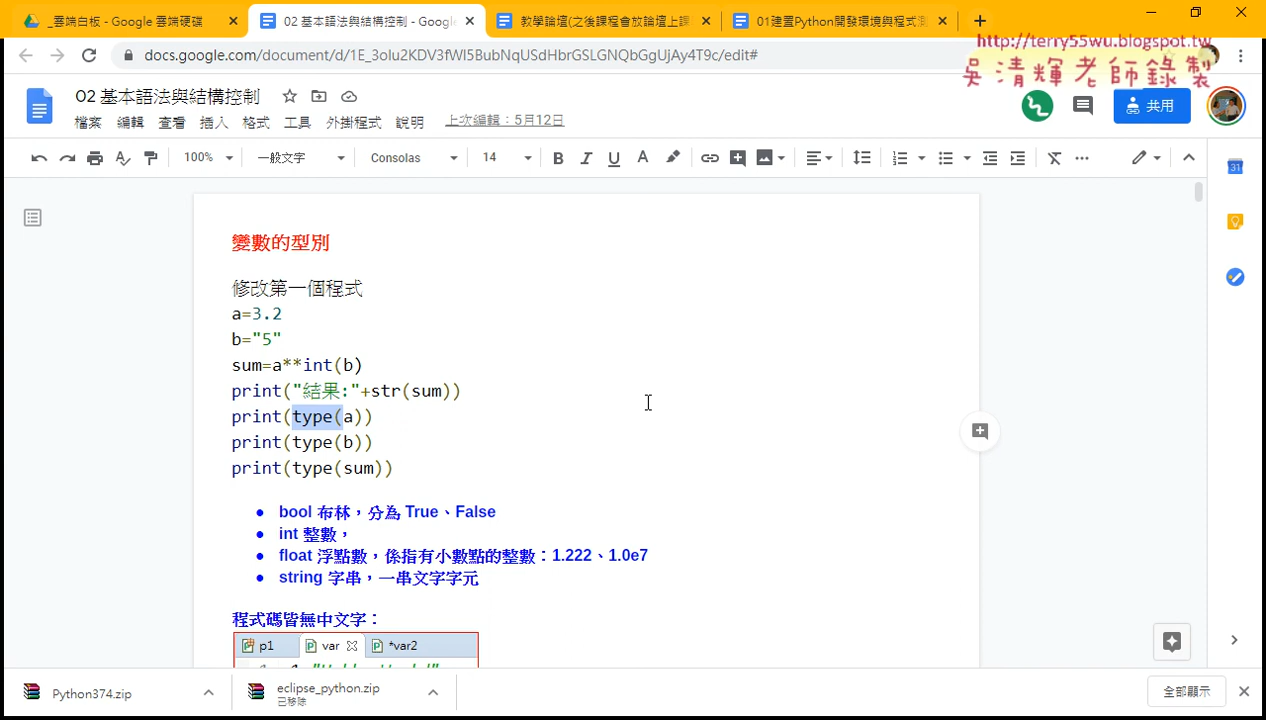 _雲端白板 - Google 雲端硬碟
02 基本語法與結構控制 - Googl
教學論壇(之後課程會放論壇上課
01建置Python開發環境與程式測
docs.google.com/document/d/1E_3oIu2KDV3fWI5BubNqUSdHbrGSLGNQbGgUjAy4T9c/edit#
http://terry55wu.blogspot.tw
吳清輝老師錄製
02 基本語法與結構控制
檔案 編輯 查看 插入 格式 工具 外掛程式 說明 上次編輯：5月12日
共用
100% 一般文字 Consolas 14 B I U A
31
變數的型別
修改第一個程式
a=3.2
b="5"
sum=a**int(b)
print("結果:"+str(sum))
print(type(a))
print(type(b))
print(type(sum))
● bool 布林，分為 True、False
● int 整數，
● float 浮點數，係指有小數點的整數：1.222、1.0e7
● string 字串，一串文字字元
程式碼皆無中文字：
p1 var *var2
Python374.zip
eclipse_python.zip
已移除
全部顯示